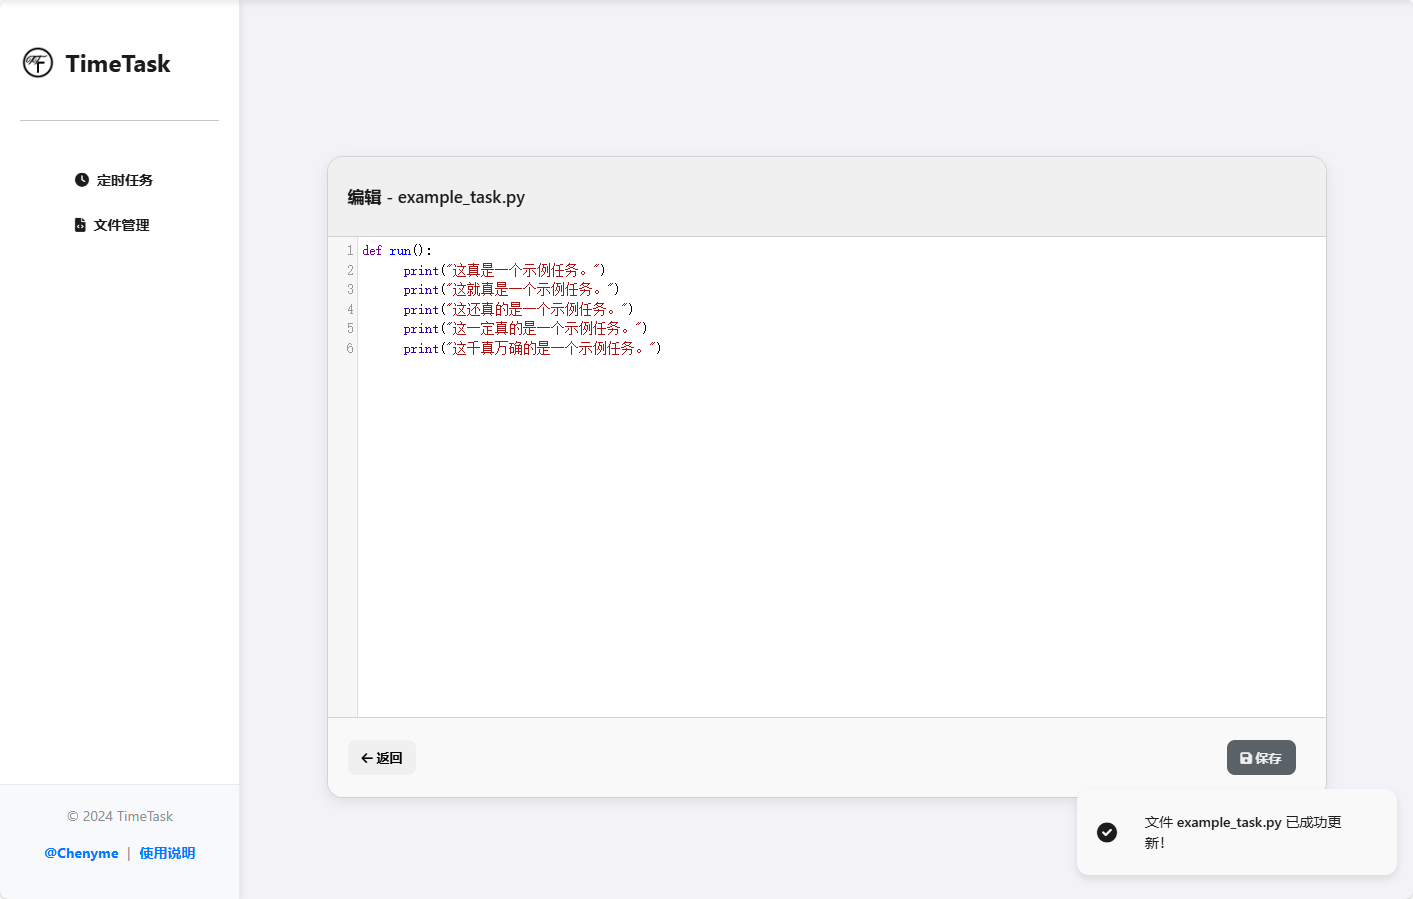 TimeTask
定时任务
文件管理
编辑 - example_task.py
1 def run():
2 print("这真是一个示例任务。")
3 print("这就真是一个示例任务。")
4 print("这还真的是一个示例任务。")
5 print("这一定真的是一个示例任务。")
6 print("这千真万确的是一个示例任务。")
返回
保存
© 2024 TimeTask
@Chenyme | 使用说明
文件 example_task.py 已成功更
新！